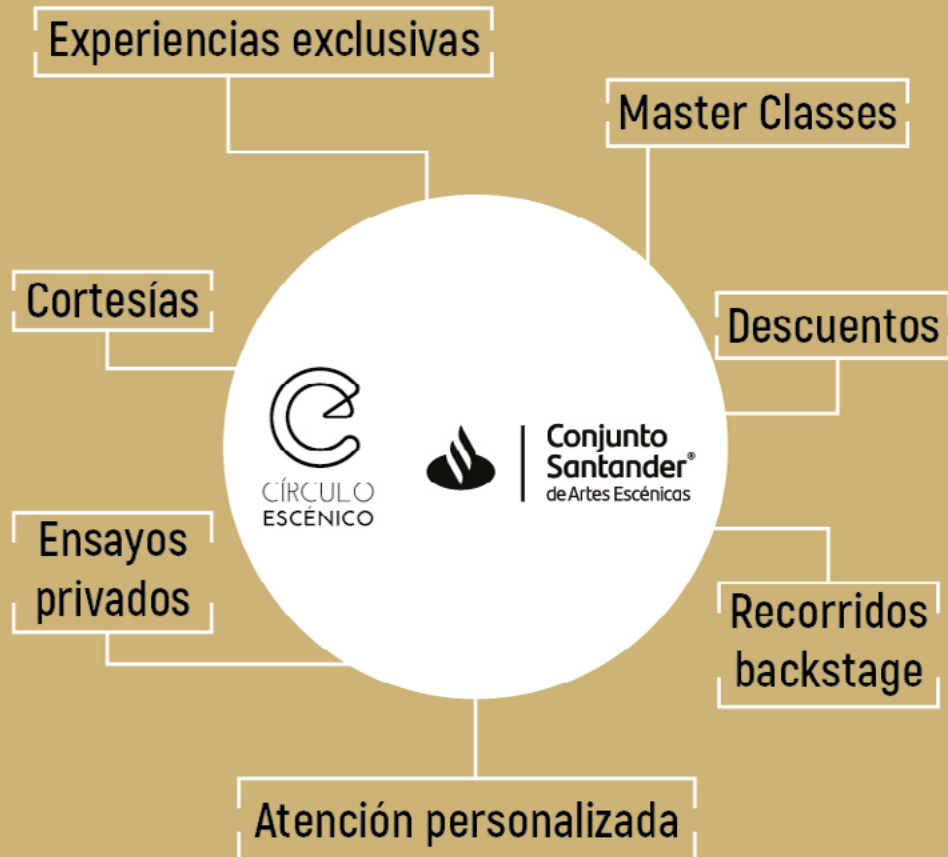 Experiencias exclusivas
Master Classes
Cortesías
Descuentos
CÍRCULO
ESCÉNICO
Conjunto
Santander®
de Artes Escénicas
Ensayos
privados
Recorridos
backstage
Atención personalizada